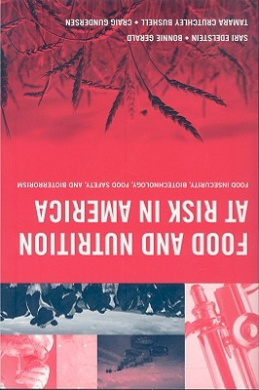 FOOD AND NUTRITION
AT RISK IN AMERICA
FOOD INSECURITY, BIOTECHNOLOGY, FOOD SAFETY, AND BIOTERRORISM
SARI EDELSTEIN • BONNIE GERALD
TAMARA CRUTCHLEY BUSHELL • CRAIG GUNDERSEN